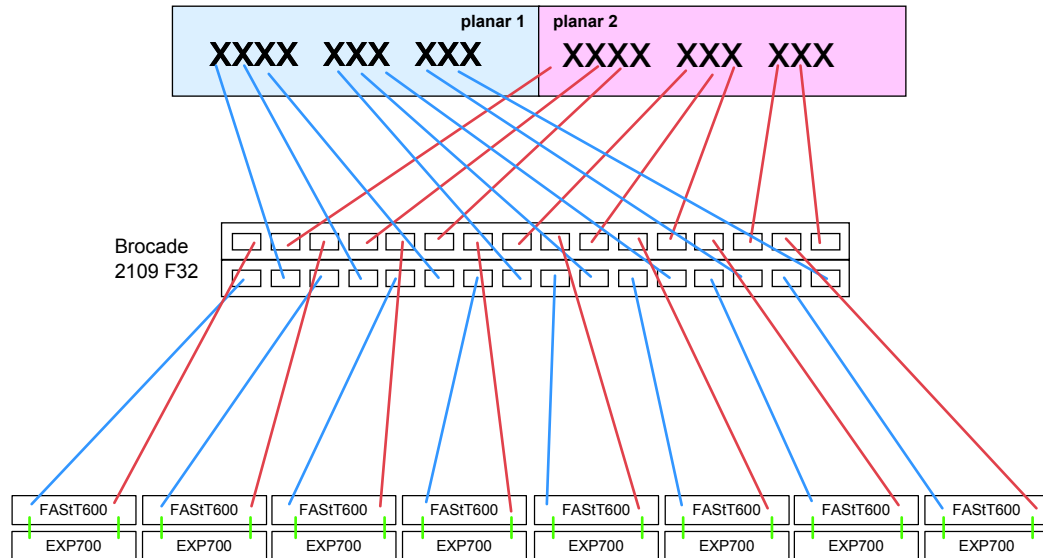 planar 1 planar 2
XXXX XXX XXX XXXX XXX XXX
Brocade
2109 F32
FAStT600 FAStT600 FAStT600 FAStT600 FAStT600 FAStT600 FAStT600 FAStT600
EXP700 EXP700 EXP700 EXP700 EXP700 EXP700 EXP700 EXP700